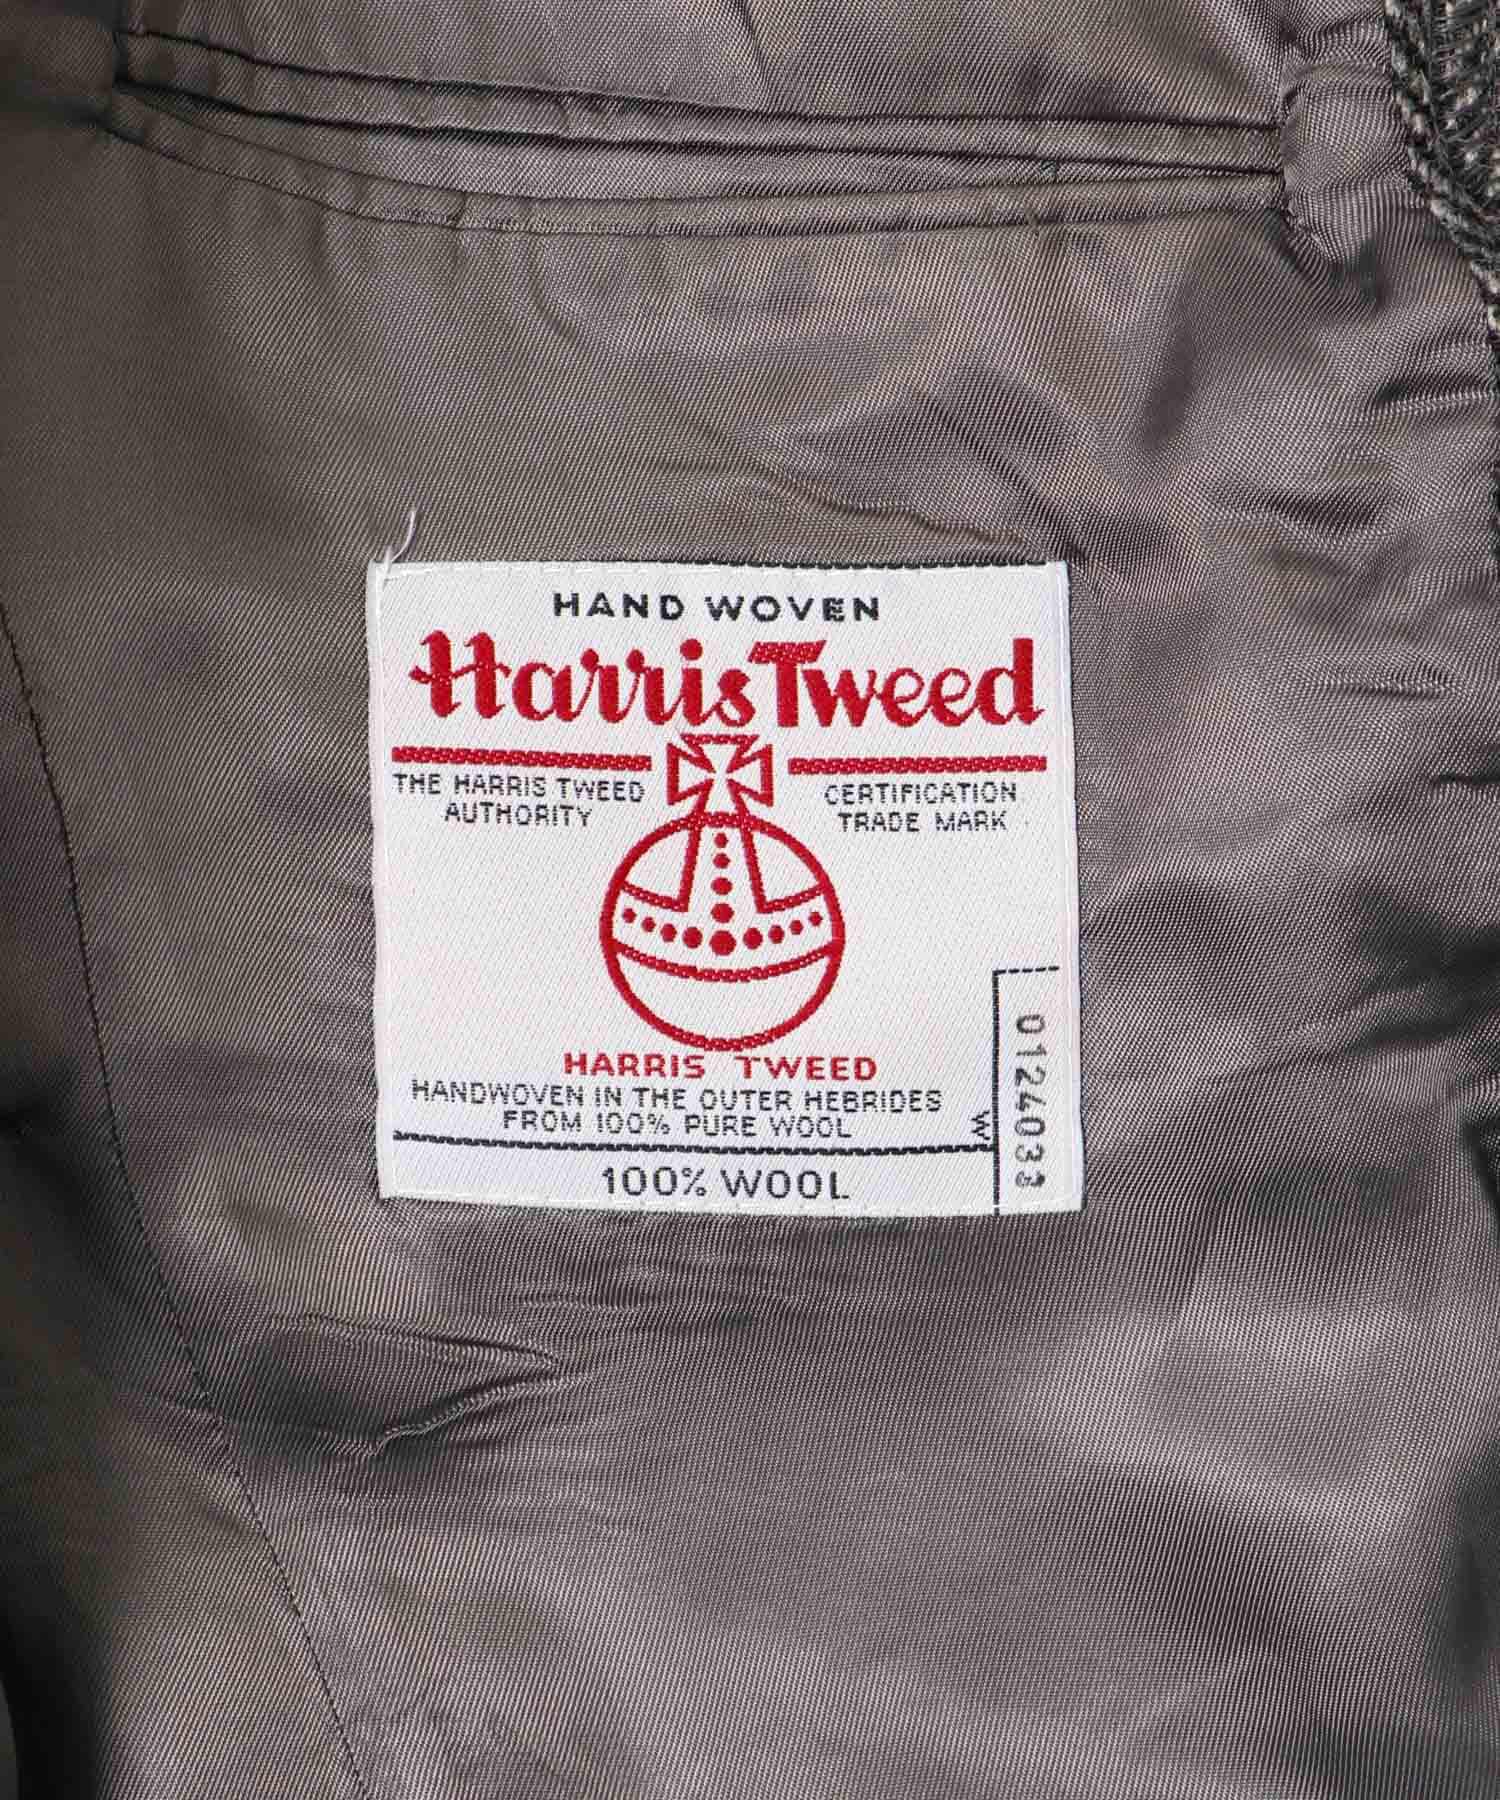 HAND WOVEN
Harris Tweed
THE HARRIS TWEED
AUTHORITY
CERTIFICATION
TRADE MARK
HARRIS TWEED
HANDWOVEN IN THE OUTER HEBRIDES
FROM 100% PURE WOOL
W
100% WOOL
0124033